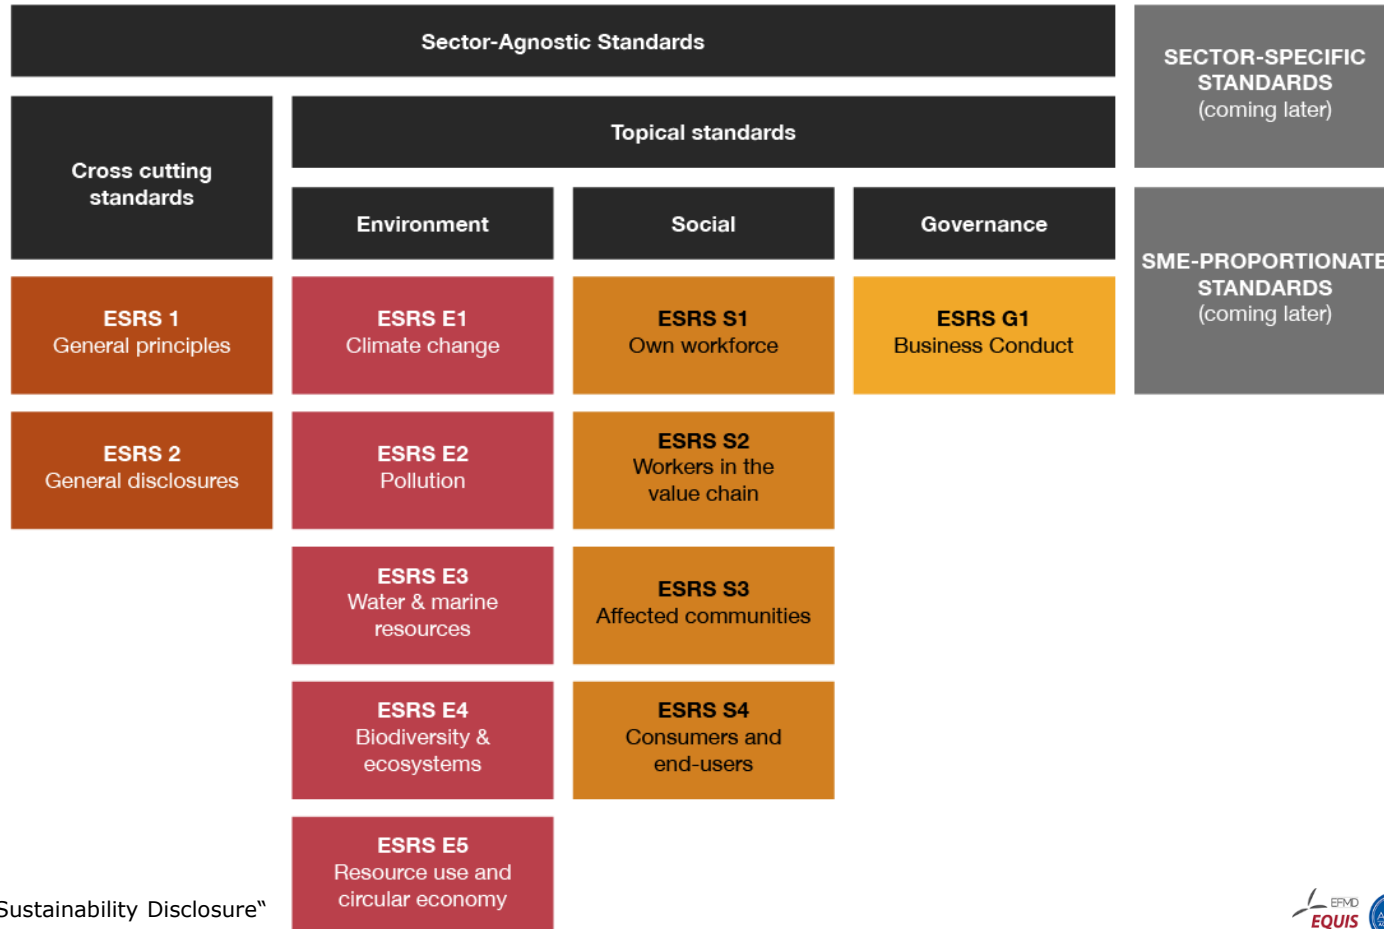 Sector-Agnostic Standards
SECTOR-SPECIFIC
STANDARDS
(coming later)
Cross cutting
standards
Topical standards
Environment
Social
Governance
SME-PROPORTIONATE
STANDARDS
(coming later)
ESRS 1
General principles
ESRS E1
Climate change
ESRS S1
Own workforce
ESRS G1
Business Conduct
ESRS 2
General disclosures
ESRS E2
Pollution
ESRS S2
Workers in the
value chain
ESRS E3
Water & marine
resources
ESRS S3
Affected communities
ESRS E4
Biodiversity &
ecosystems
ESRS S4
Consumers and
end-users
ESRS E5
Resource use and
circular economy
Sustainability Disclosure“
EFMD
EQUIS